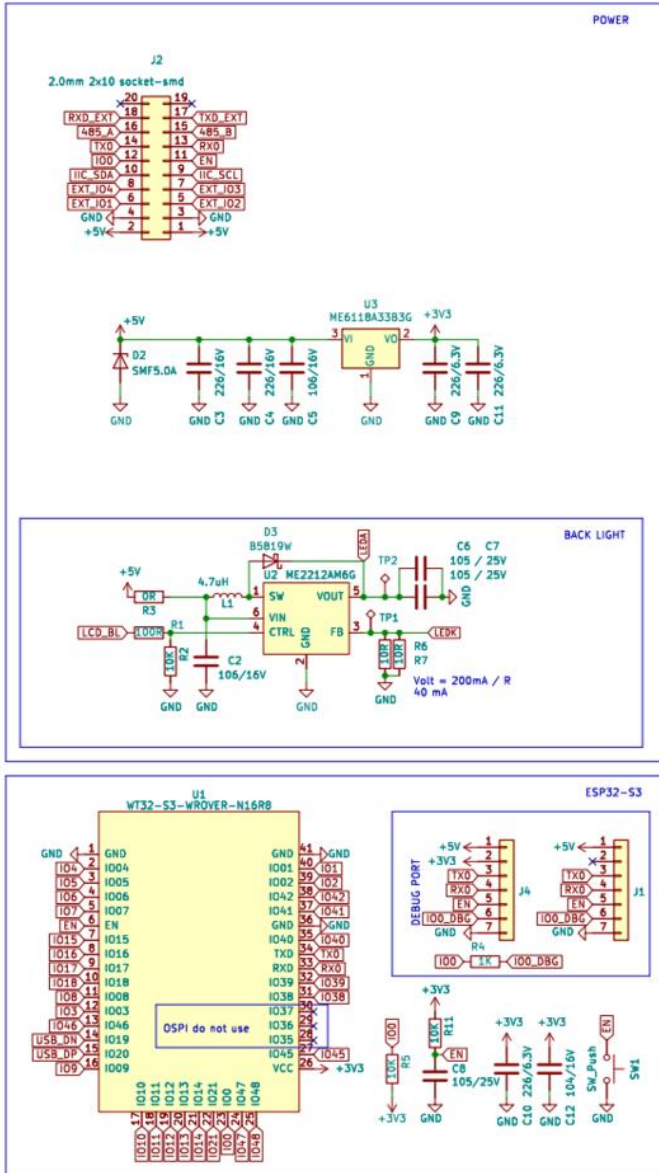 POWER
J2
2.0mm 2x10 socket-smd
20 19
RXD_EXT 18 17 TXD_EXT
485_A 16 15 485_B
TX0 14 13 RX0
IO0 12 11 EN
IIC_SDA 10 9 IIC_SCL
EXT_IO4 8 7 EXT_IO3
EXT_IO1 6 5 EXT_IO2
GND 4 3 GND
+5V 2 1 +5V
U3
ME6118A33B3G
+5V
+3V3
3 VI VO 2
GND
1
D2
SMF5.0A
C3 226/16V
C4 226/16V
C5 106/16V
C9 226/6.3V
C11 226/6.3V
GND GND GND GND GND GND GND
BACK LIGHT
D3
B5819W
U2 ME2212AM6G
LEDA
TP2
C6 C7
105 / 25V
105 / 25V
GND
+5V
0R
R3
4.7uH
L1
1 SW VOUT 5
6 VIN
4 CTRL FB 3
GND
2
TP1
LEDK
LCD_BL 100R R1
10K R2
C2
106/16V
10R 10R R6
R7
GND GND GND GND
Volt = 200mA / R
40 mA
ESP32-S3
U1
WT32-S3-WROVER-N16R8
GND 1 GND GND 41 GND
IO4 2 IO04 IO01 40 IO1
IO5 3 IO05 IO02 39 IO2
IO6 4 IO06 IO42 38 IO42
IO7 5 IO07 IO41 37 IO41
EN 6 EN GND 36 GND
IO15 7 IO15 IO40 35 IO40
IO16 8 IO16 TXD 34 TX0
IO17 9 IO17 RXD 33 RX0
IO18 10 IO18 IO39 32 IO39
IO8 11 IO08 IO38 31 IO38
IO3 12 IO03 IO37 30
IO46 13 IO46 IO36 29
USB_DN 14 IO19 IO35 28
USB_DP 15 IO20 IO45 27 IO45
IO9 16 IO09 VCC 26 +3V3
OSPI do not use
IO10 IO11 IO12 IO13 IO14 IO21 IO0 IO47 IO48
17 18 19 20 21 22 23 24 25
IO10 IO11 IO12 IO13 IO14 IO21 IO0 IO47 IO48
DEBUG PORT
+5V 1
+3V3 2
TX0 3
RX0 4
EN 5
IO0_DBG 6
GND 7
J4
+5V 1
2
TX0 3
RX0 4
EN 5
IO0_DBG 6
GND 7
J1
R4
IO0 1K IO0_DBG
IO0
10K R5
+3V3
+3V3
10K R11
EN
C8
105/25V
GND
+3V3
C10 226/6.3V
GND
+3V3
C12 104/16V
GND
EN
SW_Push
SW1
GND